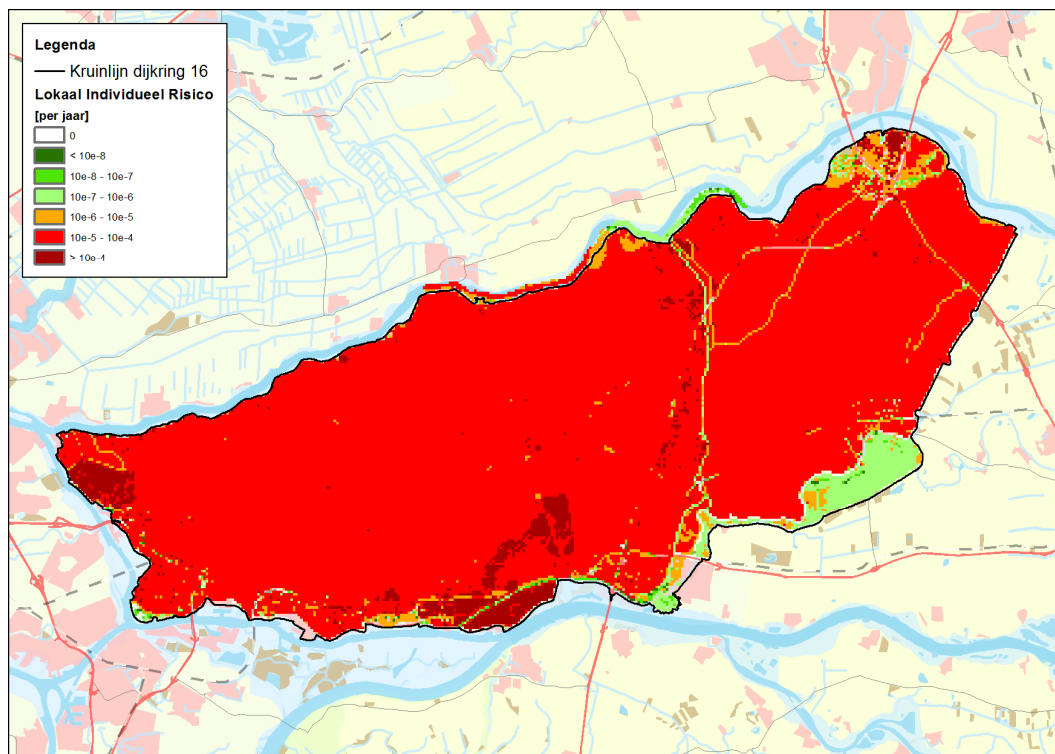 Legenda
Kruinlijn dijkring 16
Lokaal Individueel Risico
[per jaar]
0
< 10e-8
10e-8 - 10e-7
10e-7 - 10e-6
10e-6 - 10e-5
10e-5 - 10e-4
> 10e-4